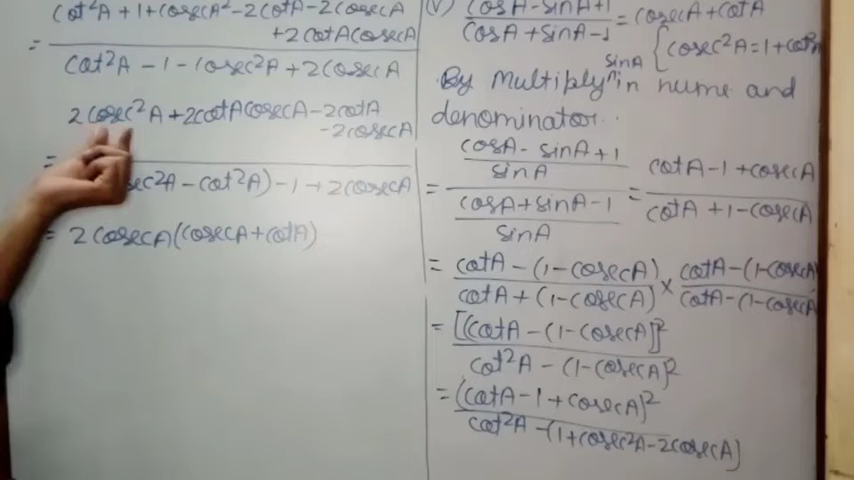 cot²A + 1 + cosecA² - 2cotA - 2cosecA
+ 2cotAcosecA
=
cot²A - 1 - cosec²A + 2cosecA
2cosec²A + 2cotAcosecA - 2cotA
- 2cosecA
=
sec²A - cot²A) - 1 + 2cosecA
= 2cosecA(cosecA + cotA)
(V) cosA - sinA + 1
= cosecA + cotA
cosA + sinA - 1
{cosec²A = 1 + cot²A
sinA
By Multiplyⁿ in nume and
denominator..
cosA - sinA + 1
sinA
cotA - 1 + cosecA
= =
cosA + sinA - 1
sinA
cotA + 1 - cosecA
= cotA - (1 - cosecA) × cotA - (1 - cosecA)
cotA + (1 - cosecA) cotA - (1 - cosecA
= [(cotA - (1 - cosecA)]²
cot²A - (1 - cosecA)²
= (cotA - 1 + cosecA)²
cot²A - (1 + cosec²A - 2cosecA)